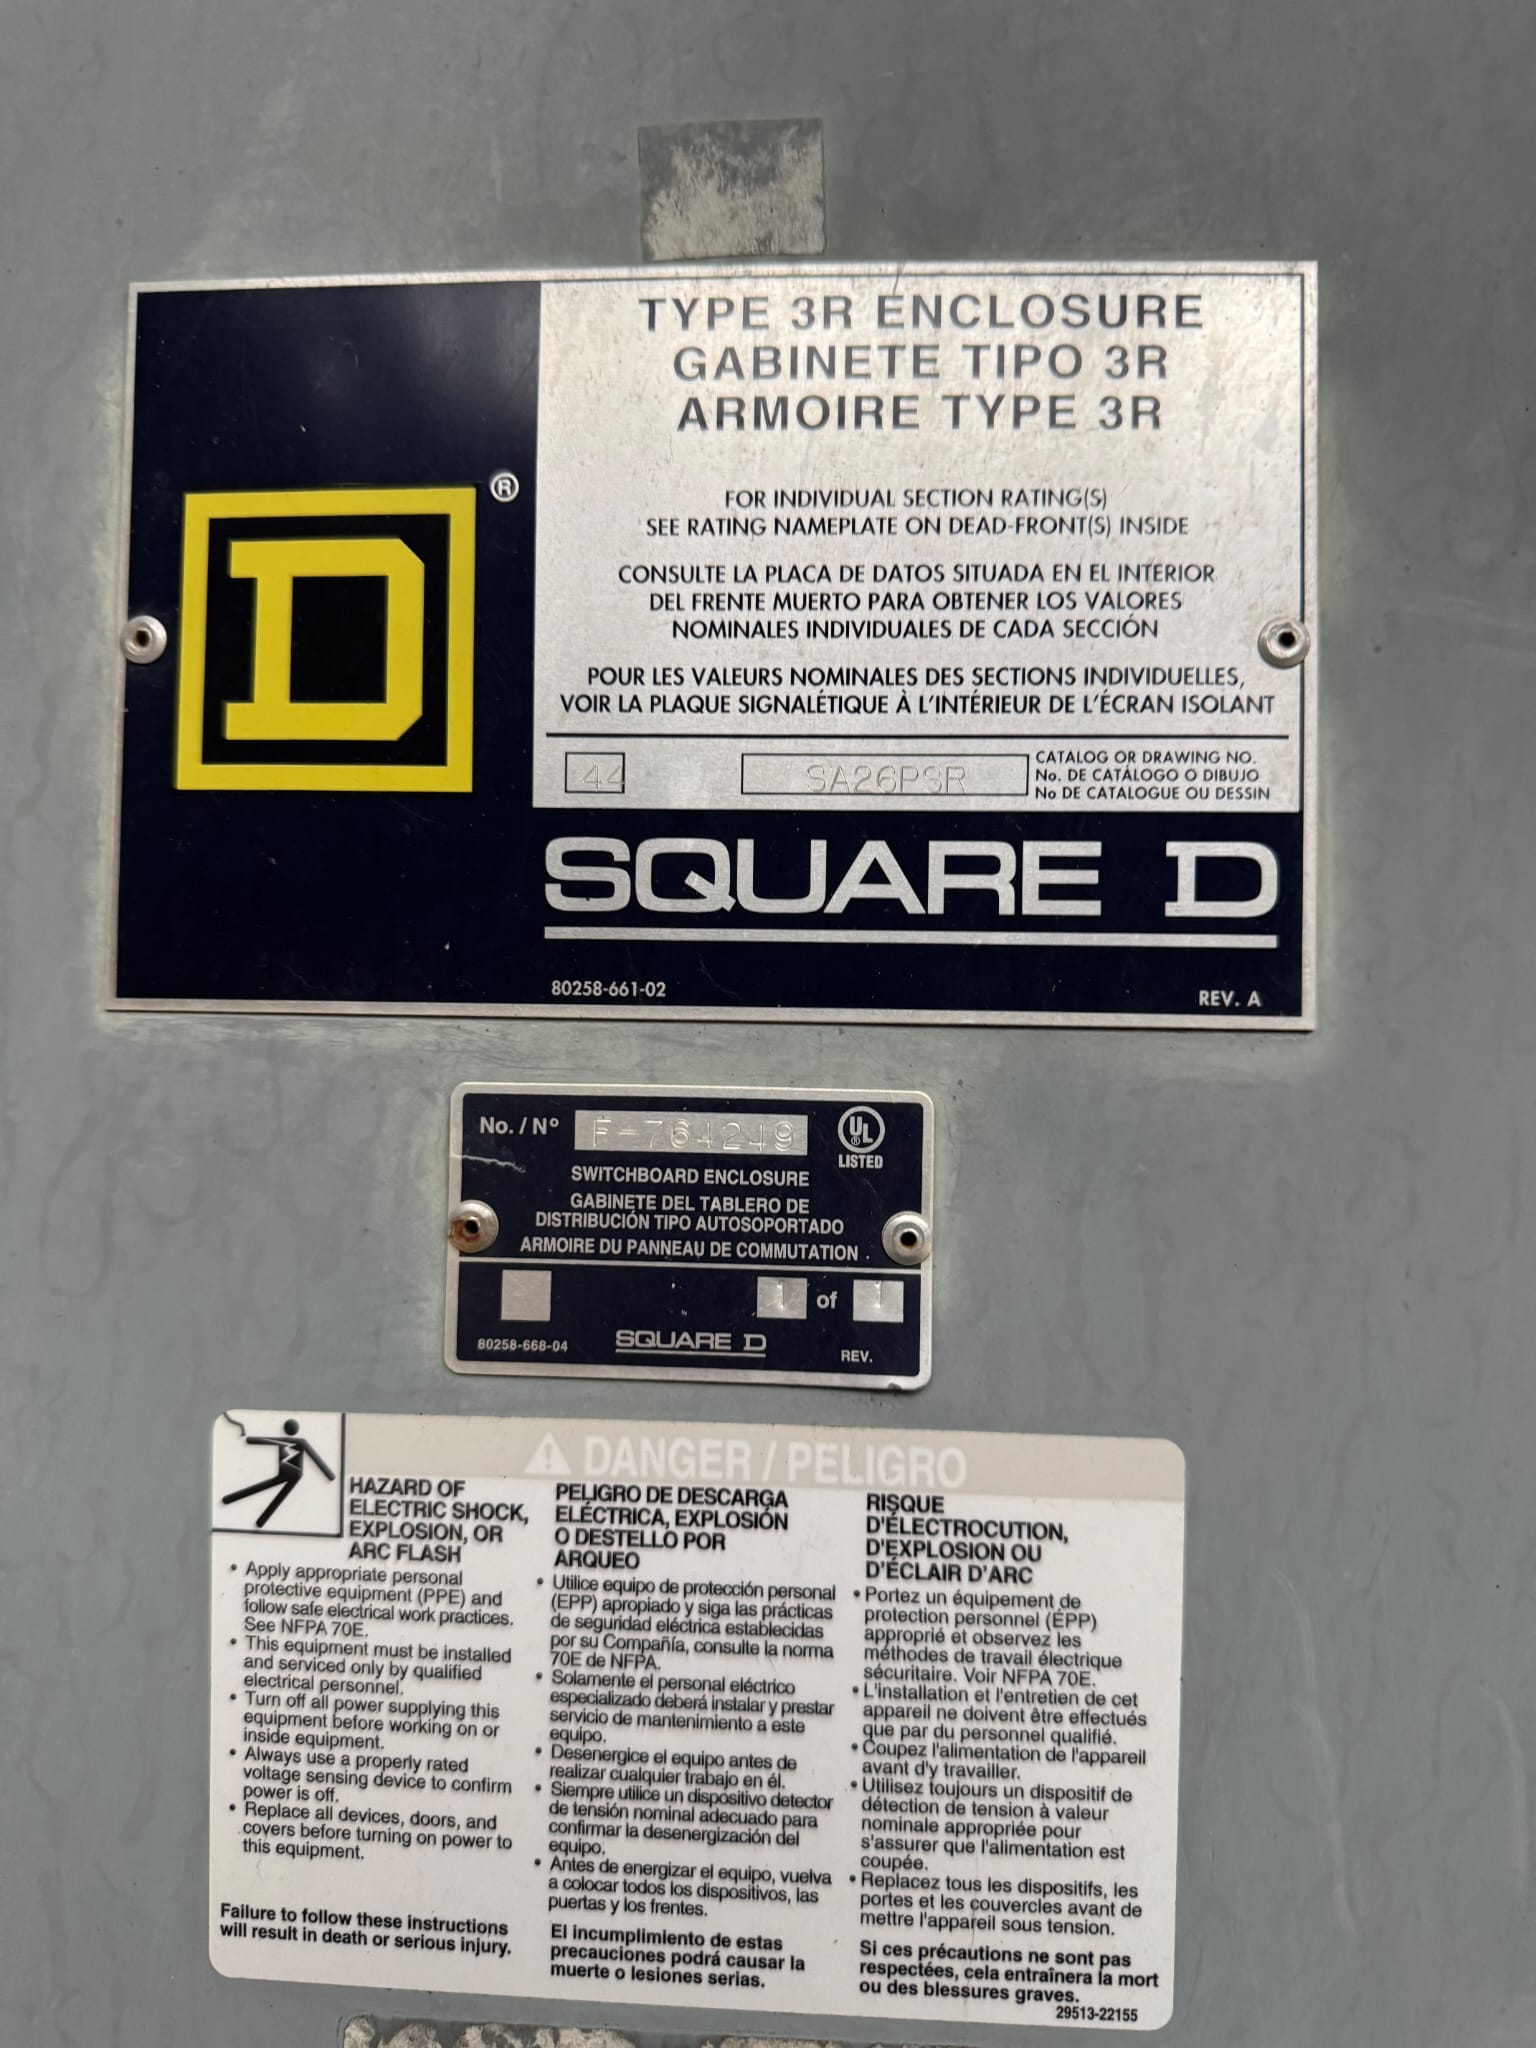 TYPE 3R ENCLOSURE
GABINETE TIPO 3R
ARMOIRE TYPE 3R
FOR INDIVIDUAL SECTION RATING(S)
SEE RATING NAMEPLATE ON DEAD-FRONT(S) INSIDE
CONSULTE LA PLACA DE DATOS SITUADA EN EL INTERIOR
DEL FRENTE MUERTO PARA OBTENER LOS VALORES
NOMINALES INDIVIDUALES DE CADA SECCIÓN
POUR LES VALEURS NOMINALES DES SECTIONS INDIVIDUELLES,
VOIR LA PLAQUE SIGNALÉTIQUE À L'INTÉRIEUR DE L'ÉCRAN ISOLANT
D ®
44
CATALOG OR DRAWING NO.
No. DE CATÁLOGO O DIBUJO
No DE CATALOGUE OU DESSIN
SQUARE D
80258-661-02 REV. A
No. / Nº UL ®
LISTED
SWITCHBOARD ENCLOSURE
GABINETE DEL TABLERO DE
DISTRIBUCIÓN TIPO AUTOSOPORTADO
ARMOIRE DU PANNEAU DE COMMUTATION
1 of 1
80258-668-04 SQUARE D REV.
DANGER / PELIGRO
HAZARD OF
ELECTRIC SHOCK,
EXPLOSION, OR
ARC FLASH
• Apply appropriate personal
protective equipment (PPE) and
follow safe electrical work practices.
See NFPA 70E.
• This equipment must be installed
and serviced only by qualified
electrical personnel.
• Turn off all power supplying this
equipment before working on or
inside equipment.
• Always use a properly rated
voltage sensing device to confirm
power is off.
• Replace all devices, doors, and
covers before turning on power to
this equipment.
Failure to follow these instructions
will result in death or serious injury.
PELIGRO DE DESCARGA
ELÉCTRICA, EXPLOSIÓN
O DESTELLO POR
ARQUEO
• Utilice equipo de protección personal
(EPP) apropiado y siga las prácticas
de seguridad eléctrica establecidas
por su Compañía, consulte la norma
70E de NFPA.
• Solamente el personal eléctrico
especializado deberá instalar y prestar
servicio de mantenimiento a este
equipo.
• Desenergice el equipo antes de
realizar cualquier trabajo en él.
• Siempre utilice un dispositivo detector
de tensión nominal adecuado para
confirmar la desenergización del
equipo.
• Antes de energizar el equipo, vuelva
a colocar todos los dispositivos, las
puertas y los frentes.
El incumplimiento de estas
precauciones podrá causar la
muerte o lesiones serias.
RISQUE
D'ÉLECTROCUTION,
D'EXPLOSION OU
D'ÉCLAIR D'ARC
• Portez un équipement de
protection personnel (ÉPP)
approprié et observez les
méthodes de travail électrique
sécuritaire. Voir NFPA 70E.
• L'installation et l'entretien de cet
appareil ne doivent être effectués
que par du personnel qualifié.
• Coupez l'alimentation de l'appareil
avant d'y travailler.
• Utilisez toujours un dispositif de
détection de tension à valeur
nominale appropriée pour
s'assurer que l'alimentation est
coupée.
• Replacez tous les dispositifs, les
portes et les couvercles avant de
mettre l'appareil sous tension.
Si ces précautions ne sont pas
respectées, cela entraînera la mort
ou des blessures graves.
29513-22155